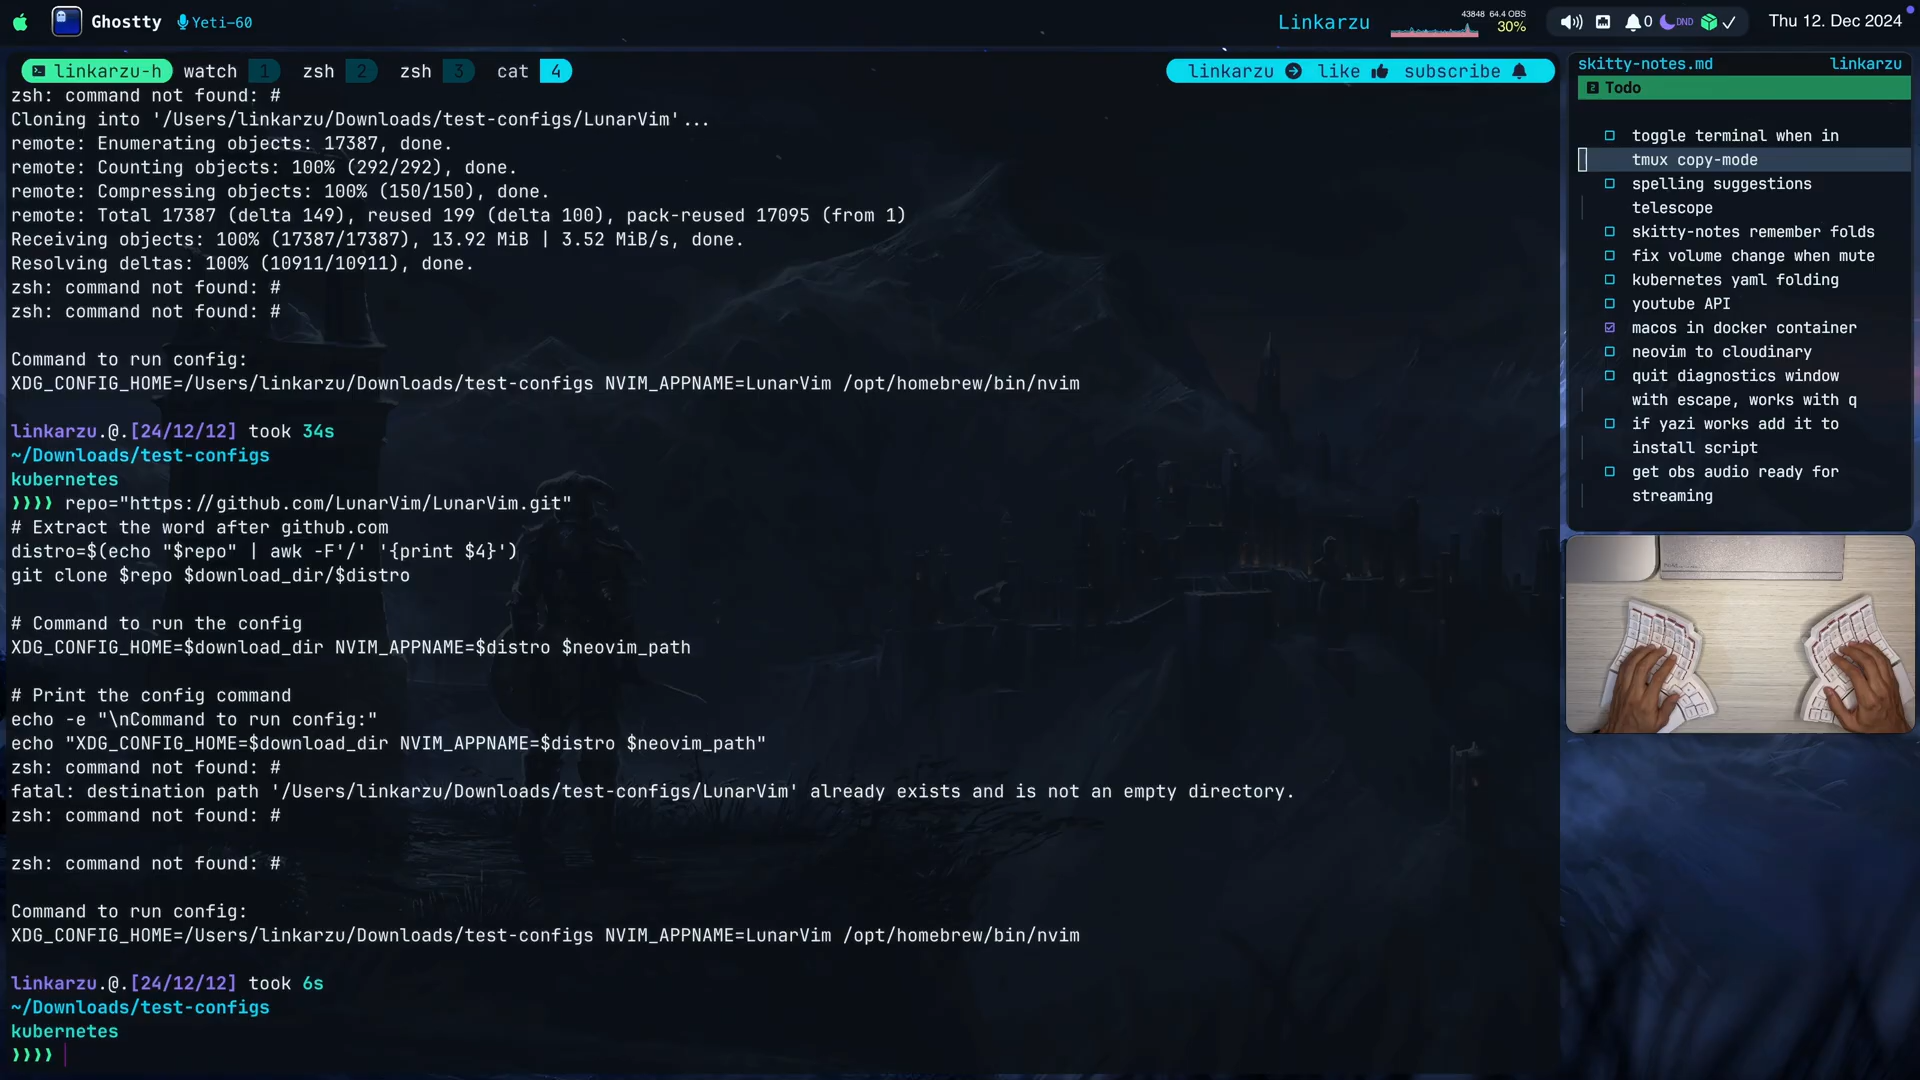 Ghostty Yeti-60
Linkarzu 43848 64.4 OBS 30% 0 DND Thu 12. Dec 2024
linkarzu-h watch 1 zsh 2 zsh 3 cat 4
linkarzu like subscribe
zsh: command not found: #
Cloning into '/Users/linkarzu/Downloads/test-configs/LunarVim'...
remote: Enumerating objects: 17387, done.
remote: Counting objects: 100% (292/292), done.
remote: Compressing objects: 100% (150/150), done.
remote: Total 17387 (delta 149), reused 199 (delta 100), pack-reused 17095 (from 1)
Receiving objects: 100% (17387/17387), 13.92 MiB | 3.52 MiB/s, done.
Resolving deltas: 100% (10911/10911), done.
zsh: command not found: #
zsh: command not found: #
Command to run config:
XDG_CONFIG_HOME=/Users/linkarzu/Downloads/test-configs NVIM_APPNAME=LunarVim /opt/homebrew/bin/nvim
linkarzu.@.[24/12/12] took 34s
~/Downloads/test-configs
kubernetes
❯❯❯❯ repo="https://github.com/LunarVim/LunarVim.git"
# Extract the word after github.com
distro=$(echo "$repo" | awk -F'/' '{print $4}')
git clone $repo $download_dir/$distro
# Command to run the config
XDG_CONFIG_HOME=$download_dir NVIM_APPNAME=$distro $neovim_path
# Print the config command
echo -e "\nCommand to run config:"
echo "XDG_CONFIG_HOME=$download_dir NVIM_APPNAME=$distro $neovim_path"
zsh: command not found: #
fatal: destination path '/Users/linkarzu/Downloads/test-configs/LunarVim' already exists and is not an empty directory.
zsh: command not found: #
zsh: command not found: #
Command to run config:
XDG_CONFIG_HOME=/Users/linkarzu/Downloads/test-configs NVIM_APPNAME=LunarVim /opt/homebrew/bin/nvim
linkarzu.@.[24/12/12] took 6s
~/Downloads/test-configs
kubernetes
❯❯❯❯
skitty-notes.md linkarzu
2 Todo
toggle terminal when in
tmux copy-mode
spelling suggestions
telescope
skitty-notes remember folds
fix volume change when mute
kubernetes yaml folding
youtube API
macos in docker container
neovim to cloudinary
quit diagnostics window
with escape, works with q
if yazi works add it to
install script
get obs audio ready for
streaming